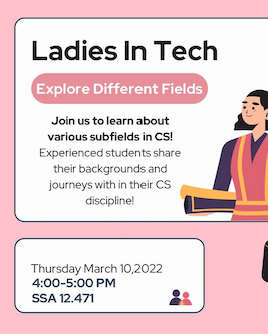 Ladies In Tech
Explore Different Fields
Join us to learn about
various subfields in CS!
Experienced students share
their backgrounds and
journeys with in their CS
discipline!
Thursday March 10,2022
4:00-5:00 PM
SSA 12.471